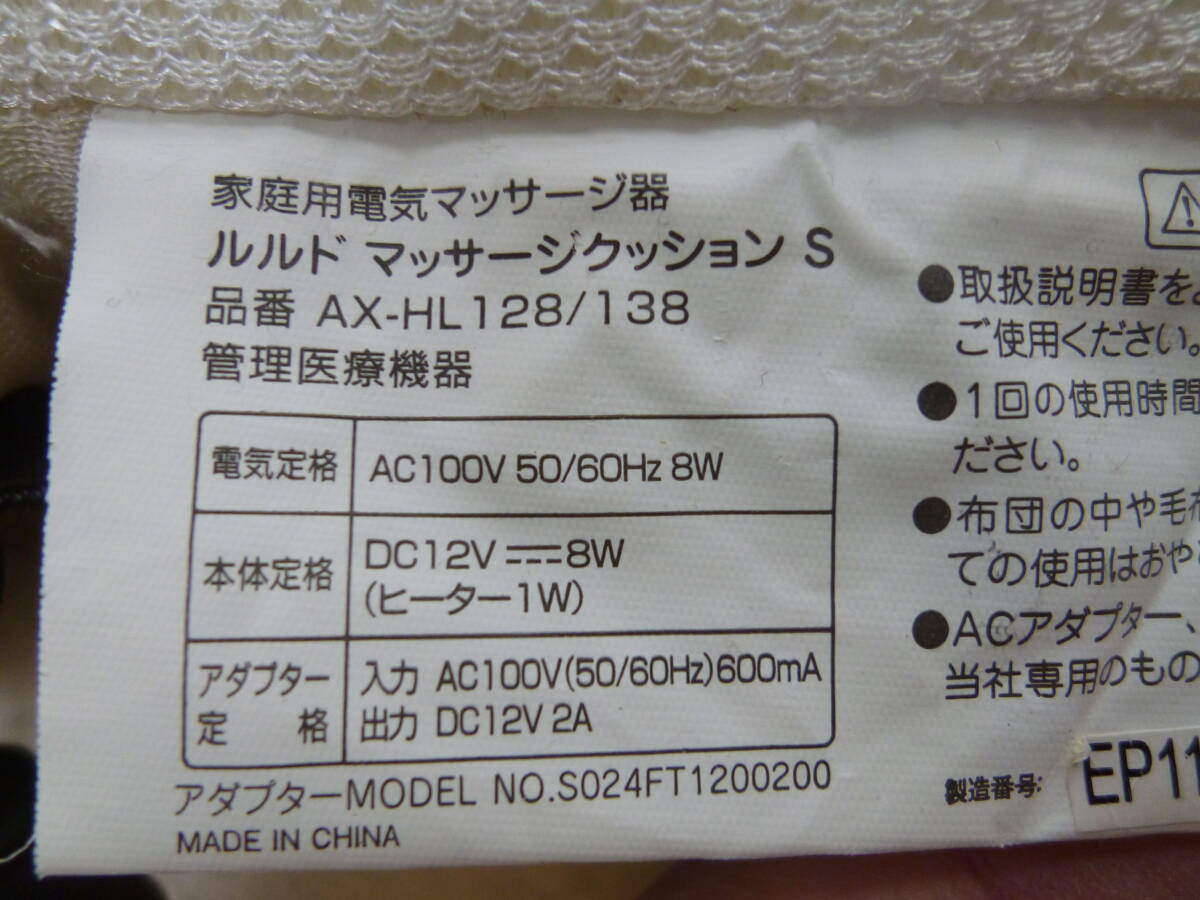 家庭用電気マッサージ器
ルルド マッサージクッション S
品番 AX-HL128/138
管理医療機器
電気定格 AC100V 50/60Hz 8W
本体定格 DC12V ⎓ 8W
(ヒーター1W)
アダプター 入力 AC100V(50/60Hz)600mA
定 格 出力 DC12V 2A
アダプターMODEL NO.S024FT1200200
MADE IN CHINA
●取扱説明書を
ご使用ください。
●1回の使用時間
ださい。
●布団の中や毛布
ての使用はおや
●ACアダプター、
当社専用のもの
製造番号: EP11